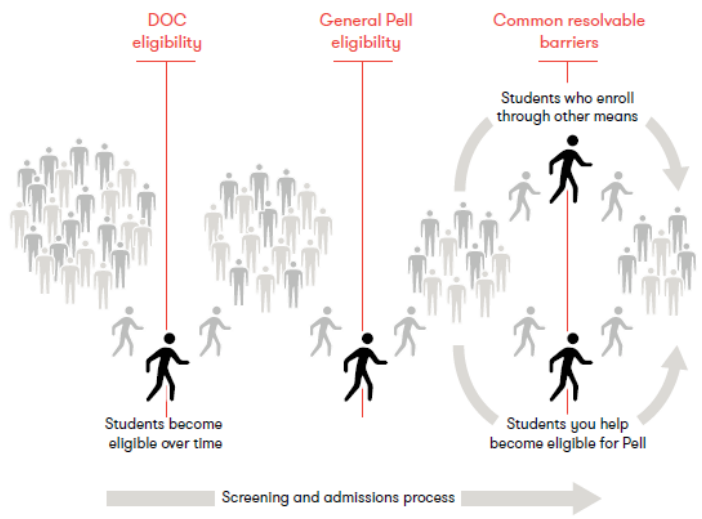 DOC
eligibility
General Pell
eligibility
Common resolvable
barriers
Students who enroll
through other means
Students become
eligible over time
Students you help
become eligible for Pell
Screening and admissions process